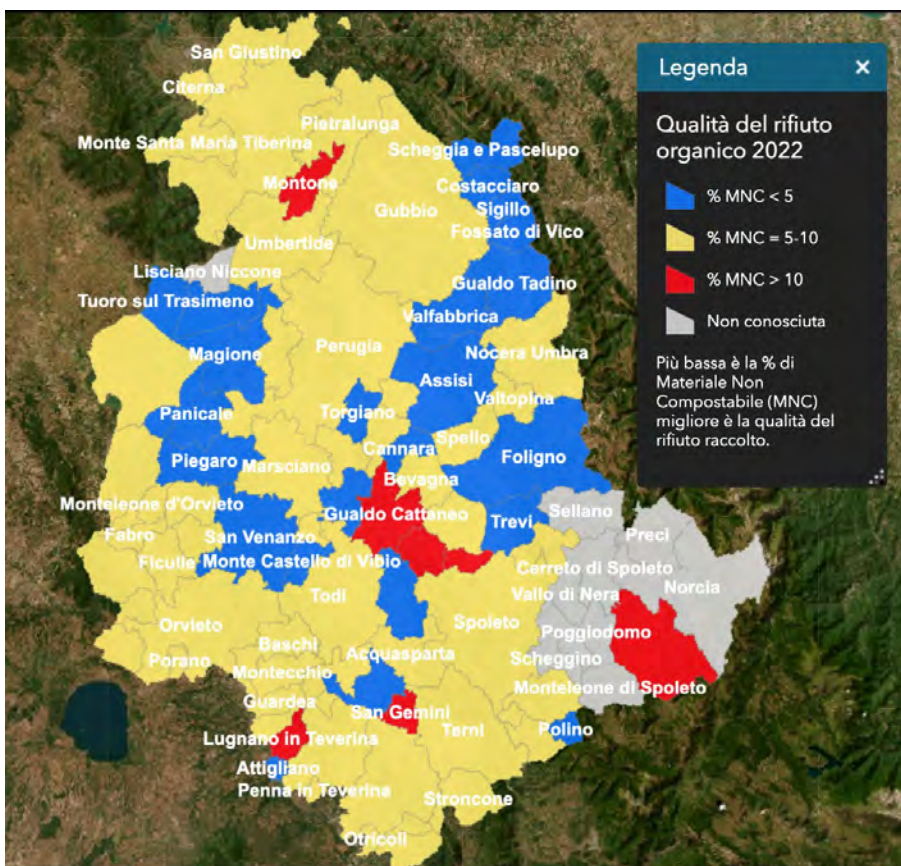 San Giustino
Citerna
Pietralunga
Monte Santa Maria Tiberina
Scheggia e Pascelupo
Montone
Costacciaro
Gubbio
Sigillo
Fossato di Vico
Umbertide
Lisciano Niccone
Gualdo Tadino
Tuoro sul Trasimeno
Valfabbrica
Perugia
Nocera Umbra
Magione
Assisi
Valtopina
Panicale
Torgiano
Spello
Cannara
Foligno
Piegaro
Marsciano
Bevagna
Monteleone d'Orvieto
Gualdo Cattaneo
Trevi
Sellano
Fabro
San Venanzo
Preci
Ficulle
Monte Castello di Vibio
Cerreto di Spoleto
Norcia
Todi
Vallo di Nera
Orvieto
Spoleto
Poggiodomo
Baschi
Porano
Acquasparta
Scheggino
Montecchio
Monteleone di Spoleto
Guardea
San Gemini
Terni
Polino
Lugnano in Teverina
Attigliano
Penna in Teverina
Stroncone
Otricoli
Legenda
×
Qualità del rifiuto
organico 2022
% MNC < 5
% MNC = 5-10
% MNC > 10
Non conosciuta
Più bassa è la % di
Materiale Non
Compostabile (MNC)
migliore è la qualità del
rifiuto raccolto.